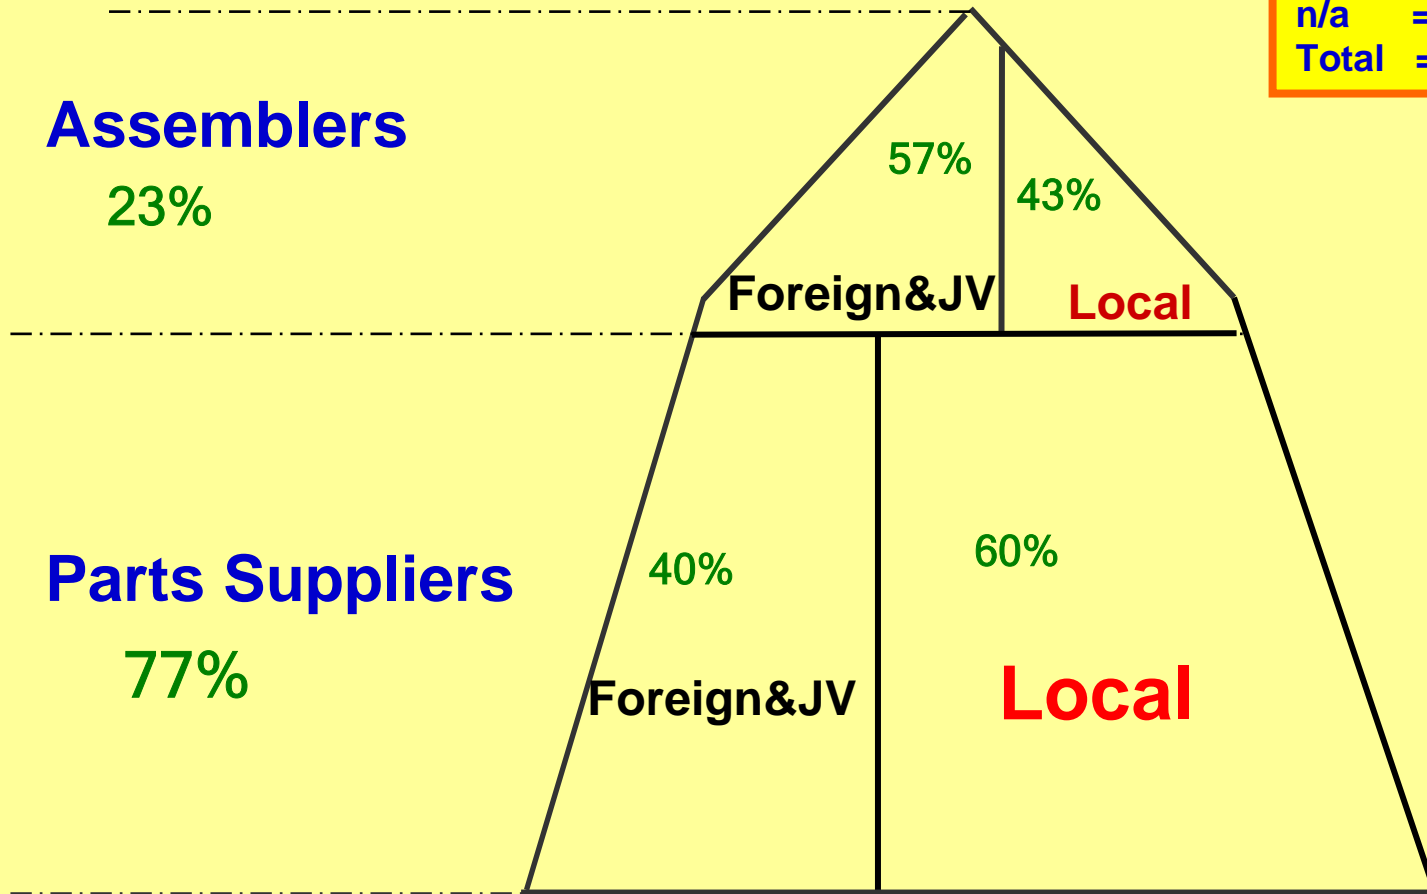 n/a =
Total =
Assemblers
23%
57%
43%
Foreign&JV
Local
Parts Suppliers
77%
40%
60%
Foreign&JV
Local